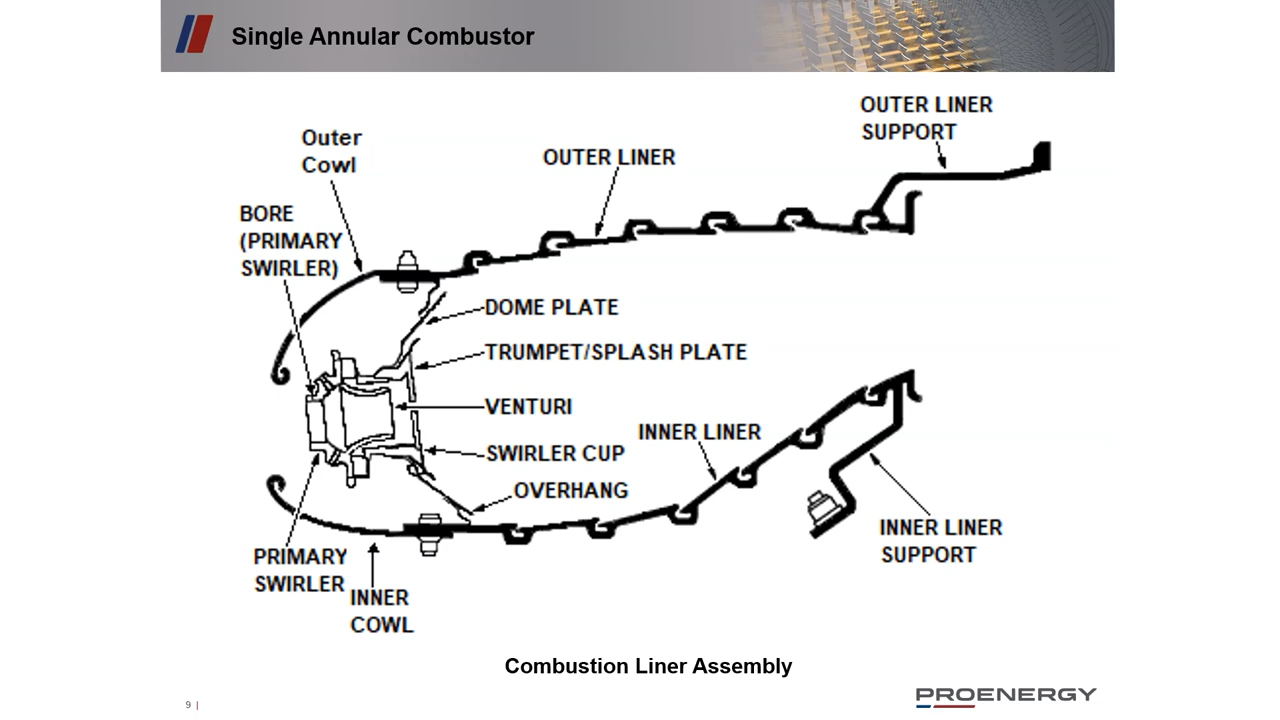 Single Annular Combustor
OUTER LINER
SUPPORT
Outer
Cowl
OUTER LINER
BORE
(PRIMARY
SWIRLER)
DOME PLATE
TRUMPET/SPLASH PLATE
VENTURI
INNER LINER
SWIRLER CUP
OVERHANG
INNER LINER
SUPPORT
PRIMARY
SWIRLER
INNER
COWL
Combustion Liner Assembly
9 |
PROENERGY